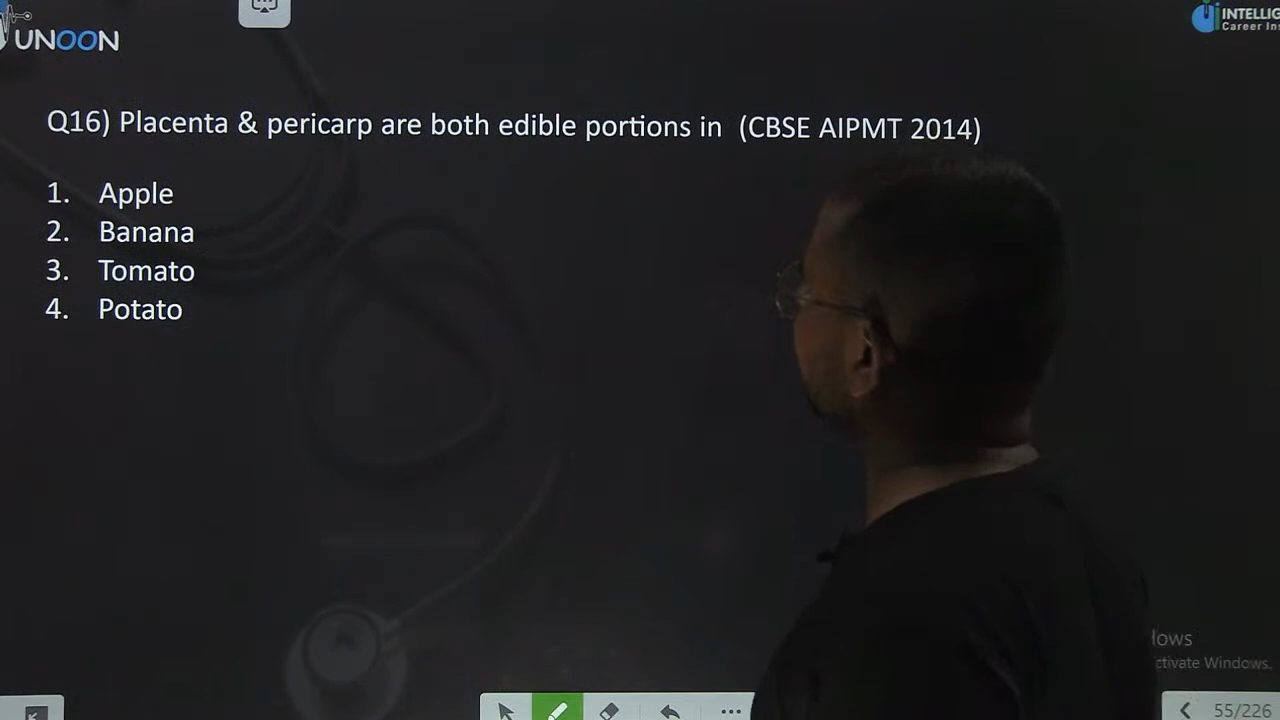 UNOON
INTELLIG
Career Ins
Q16) Placenta & pericarp are both edible portions in (CBSE AIPMT 2014)
1. Apple
2. Banana
3. Tomato
4. Potato
dows
ctivate Windows.
55/226